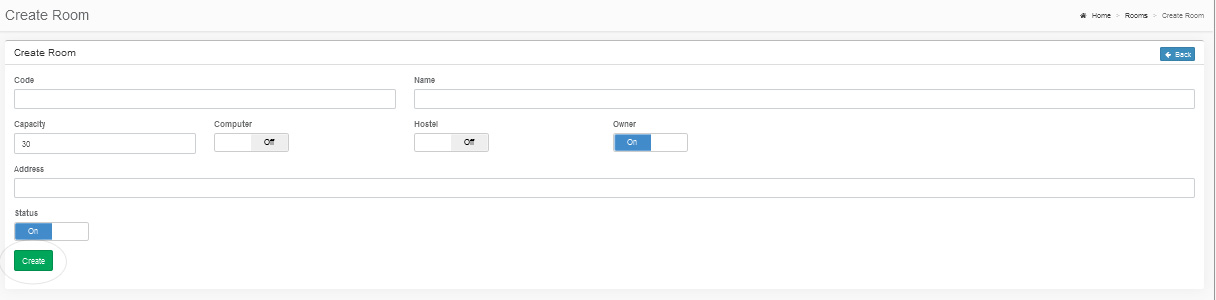 Create Room
Home > Rooms > Create Room
Create Room
Back
Code Name
Capacity Computer Hostel Owner
30 Off Off On
Address
Status
On
Create